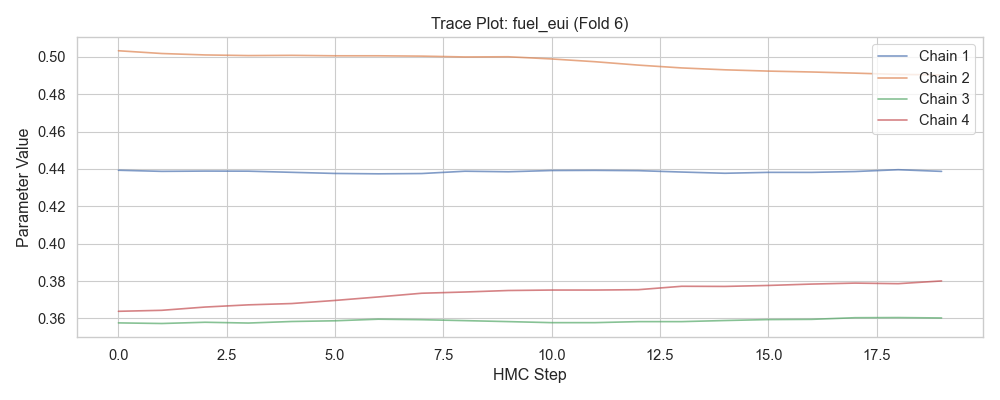 Trace Plot: fuel_eui (Fold 6)
Parameter Value
0.50
0.48
0.46
0.44
0.42
0.40
0.38
0.36
Chain 1
Chain 2
Chain 3
Chain 4
0.0 2.5 5.0 7.5 10.0 12.5 15.0 17.5
HMC Step